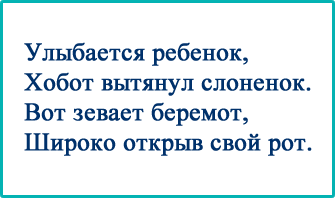 Улыбается ребенок,
Хобот вытянул слоненок.
Вот зевает беремот,
Широко открыв свой рот.